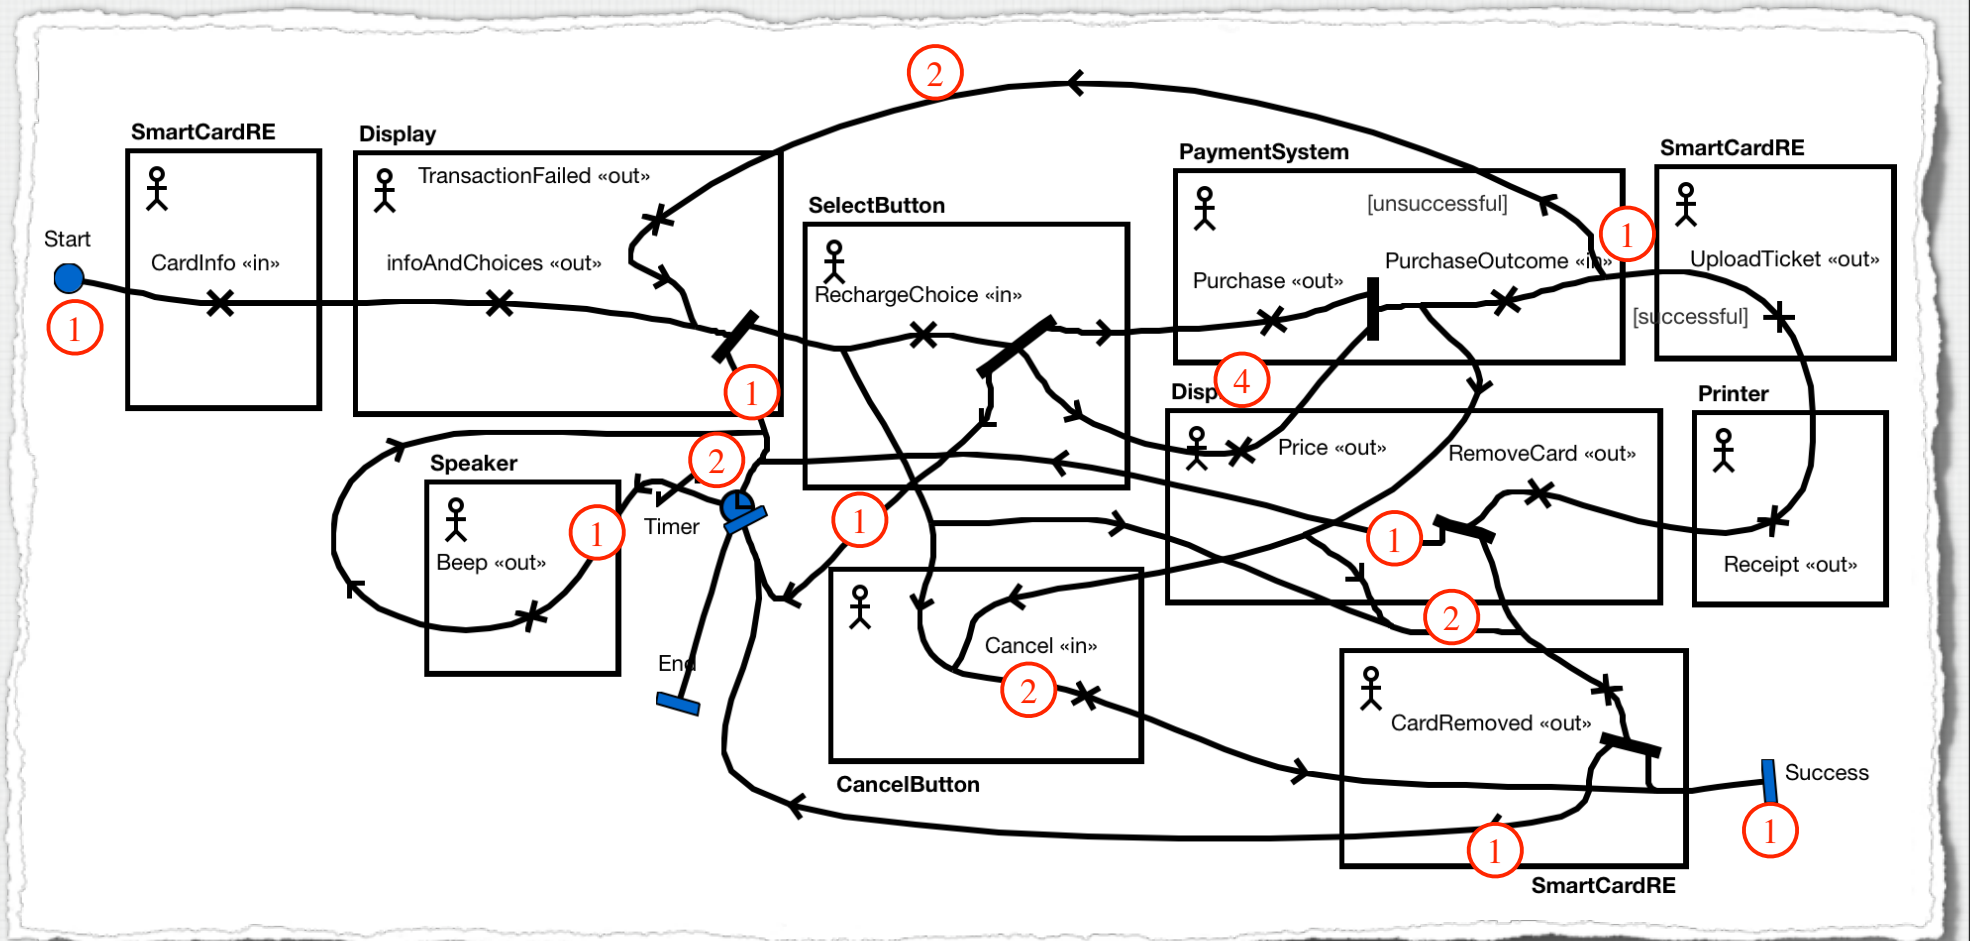 2
SmartCardRE
Display
PaymentSystem
SmartCardRE
TransactionFailed «out»
SelectButton
[unsuccessful]
Start
1
CardInfo «in»
infoAndChoices «out»
RechargeChoice «in»
Purchase «out»
PurchaseOutcome «in»
UploadTicket «out»
1
[successful]
1
4
Disp
Printer
Speaker
2
Price «out»
RemoveCard «out»
Timer
1
1
1
Beep «out»
Receipt «out»
2
Cancel «in»
End
2
CardRemoved «out»
CancelButton
Success
1
1
SmartCardRE